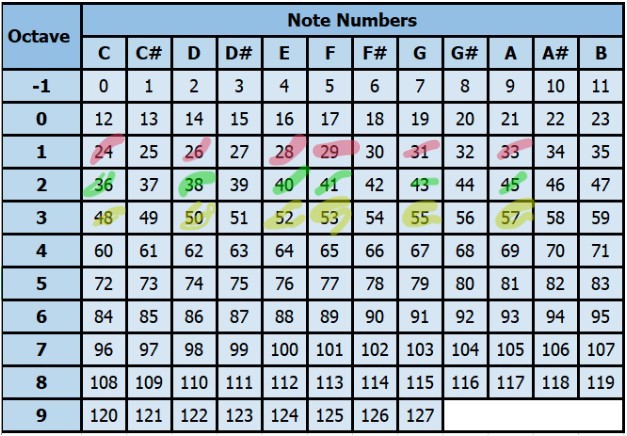 Octave Note Numbers
C C# D D# E F F# G G# A A# B
-1 0 1 2 3 4 5 6 7 8 9 10 11
0 12 13 14 15 16 17 18 19 20 21 22 23
1 24 25 26 27 28 29 30 31 32 33 34 35
2 36 37 38 39 40 41 42 43 44 45 46 47
3 48 49 50 51 52 53 54 55 56 57 58 59
4 60 61 62 63 64 65 66 67 68 69 70 71
5 72 73 74 75 76 77 78 79 80 81 82 83
6 84 85 86 87 88 89 90 91 92 93 94 95
7 96 97 98 99 100 101 102 103 104 105 106 107
8 108 109 110 111 112 113 114 115 116 117 118 119
9 120 121 122 123 124 125 126 127